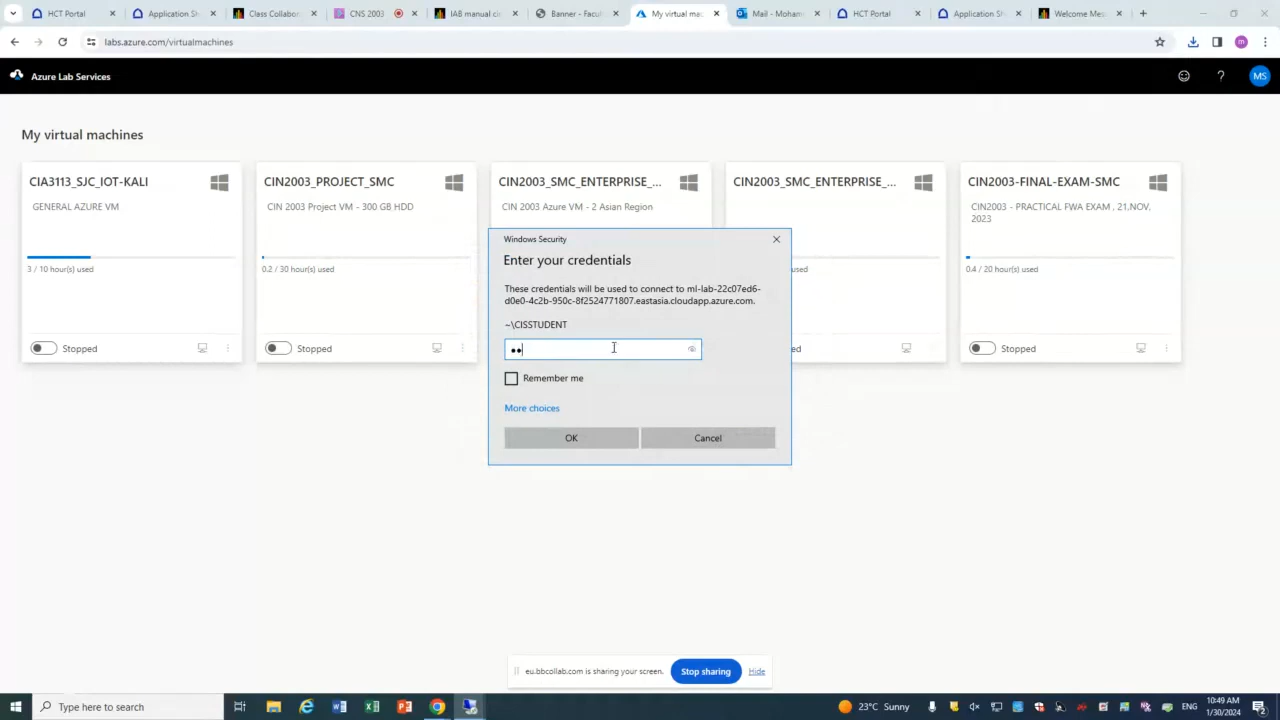 HCT Portal
Application Sh
Class Collabora
CNS 2003
IAB manual ci
Banner - Facul
My virtual mac
Mail - Moham
HCT Portal
Application Sh
Welcome Mes
labs.azure.com/virtualmachines
m
Azure Lab Services
?
MS
My virtual machines
CIA3113_SJC_IOT-KALI
GENERAL AZURE VM
3 / 10 hour(s) used
Stopped
CIN2003_PROJECT_SMC
CIN 2003 Project VM - 300 GB HDD
0.2 / 30 hour(s) used
Stopped
CIN2003_SMC_ENTERPRISE_...
CIN 2003 Azure VM - 2 Asian Region
CIN2003_SMC_ENTERPRISE_...
used
ed
CIN2003-FINAL-EXAM-SMC
CIN2003 - PRACTICAL FWA EXAM , 21,NOV,
2023
0.4 / 20 hour(s) used
Stopped
Windows Security
Enter your credentials
These credentials will be used to connect to ml-lab-22c07ed6-
d0e0-4c2b-950c-8f2524771807.eastasia.cloudapp.azure.com.
~\CISSTUDENT
Remember me
More choices
OK
Cancel
eu.bbcollab.com is sharing your screen.
Stop sharing
Hide
Type here to search
23°C Sunny
ENG
10:49 AM
1/30/2024
2